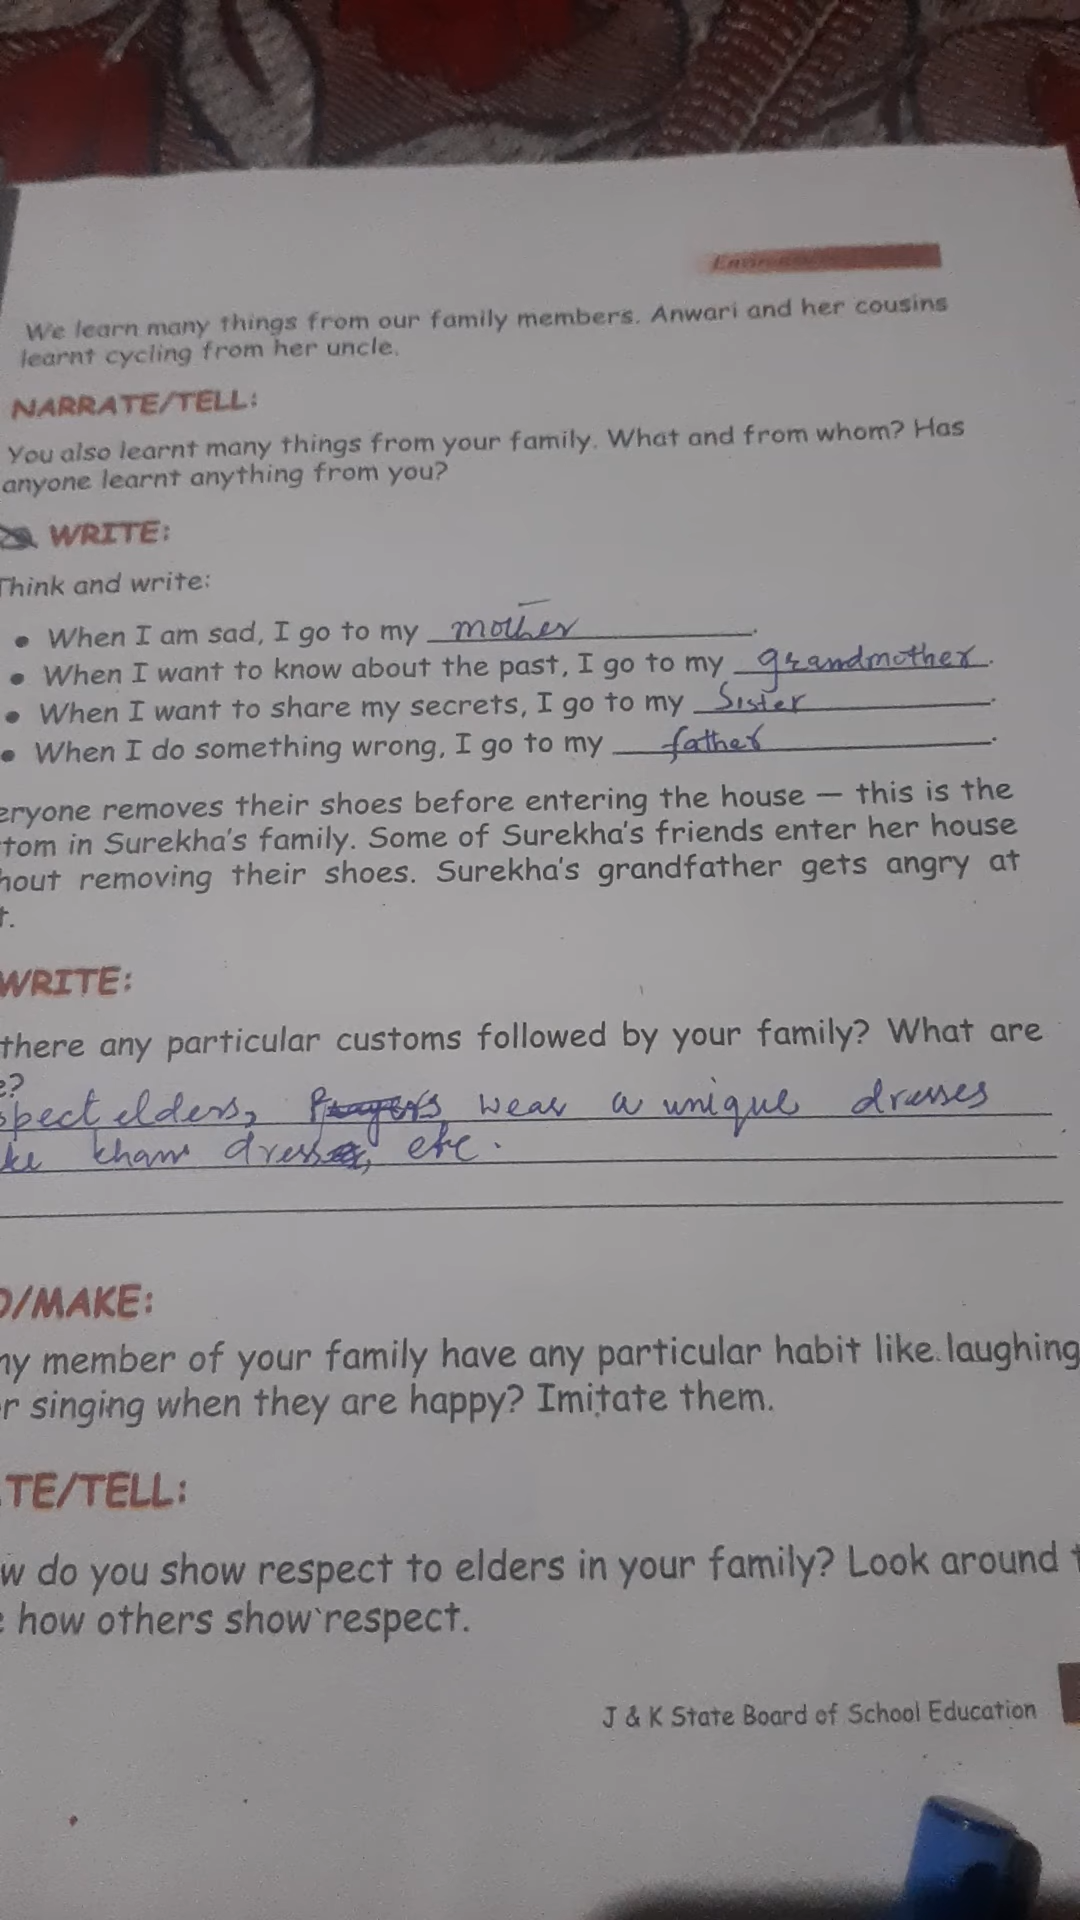 We learn many things from our family members. Anwari and her cousins
learnt cycling from her uncle.
NARRATE/TELL:
You also learnt many things from your family. What and from whom? Has
anyone learnt anything from you?
WRITE:
Think and write:
• When I am sad, I go to my mother.
• When I want to know about the past, I go to my grandmother.
• When I want to share my secrets, I go to my Sister.
• When I do something wrong, I go to my father.
eryone removes their shoes before entering the house – this is the
tom in Surekha's family. Some of Surekha's friends enter her house
hout removing their shoes. Surekha's grandfather gets angry at
t.
WRITE:
there any particular customs followed by your family? What are
e?
spect elders, wear a unique dresses
ke dress, etc.
O/MAKE:
ny member of your family have any particular habit like laughing
r singing when they are happy? Imitate them.
TE/TELL:
w do you show respect to elders in your family? Look around t
e how others show respect.
J & K State Board of School Education